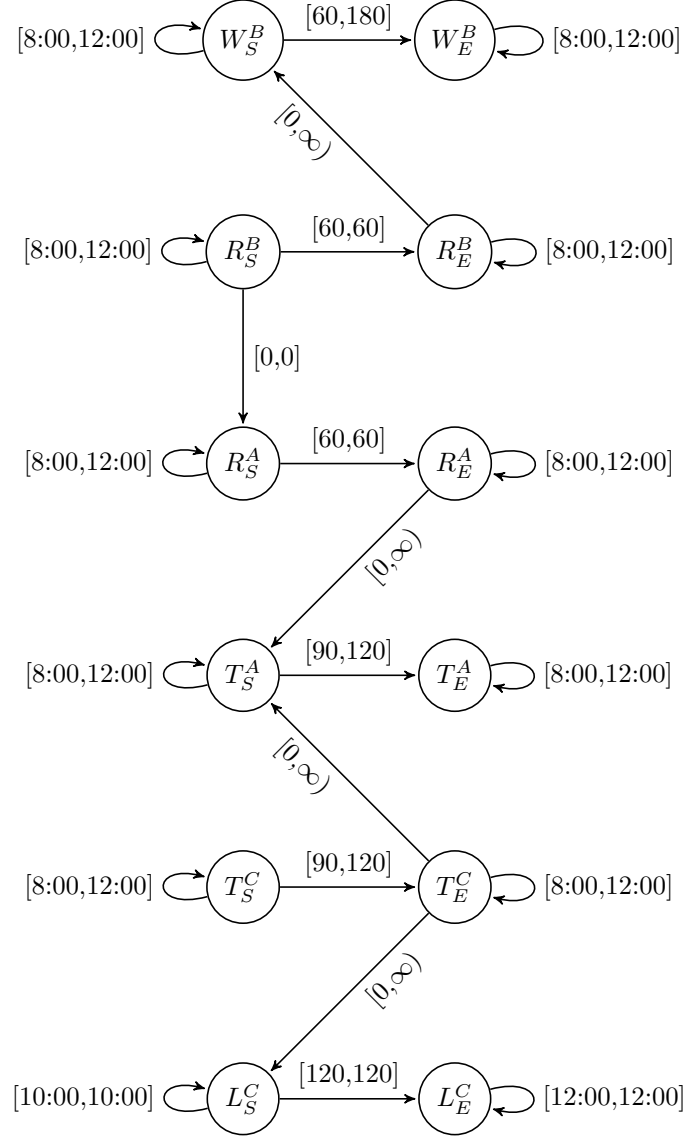 [60,180]
[8:00,12:00] W_S^B W_E^B [8:00,12:00]
[0,∞)
[60,60]
[8:00,12:00] R_S^B R_E^B [8:00,12:00]
[0,0]
[60,60]
[8:00,12:00] R_S^A R_E^A [8:00,12:00]
[0,∞)
[90,120]
[8:00,12:00] T_S^A T_E^A [8:00,12:00]
[0,∞)
[90,120]
[8:00,12:00] T_S^C T_E^C [8:00,12:00]
[0,∞)
[120,120]
[10:00,10:00] L_S^C L_E^C [12:00,12:00]